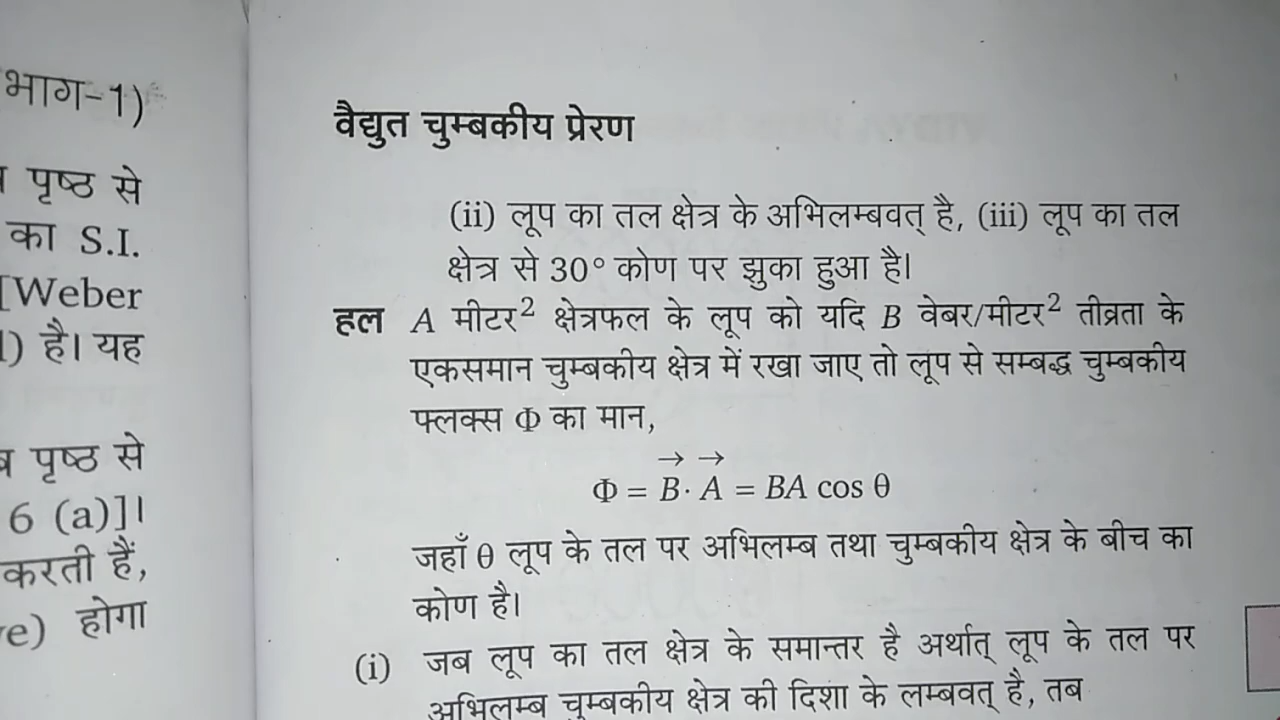 भाग-1)
पृष्ठ से
का S.I.
[Weber
है। यह
पृष्ठ से
6 (a)]।
करती हैं,
होगा
वैद्युत चुम्बकीय प्रेरण
(ii) लूप का तल क्षेत्र के अभिलम्बवत् है, (iii) लूप का तल
क्षेत्र से 30° कोण पर झुका हुआ है।
हल A मीटर² क्षेत्रफल के लूप को यदि B वेबर/मीटर² तीव्रता के
एकसमान चुम्बकीय क्षेत्र में रखा जाए तो लूप से सम्बद्ध चुम्बकीय
फ्लक्स Φ का मान,
Φ = B⃗ · A⃗ = BA cos θ
जहाँ θ लूप के तल पर अभिलम्ब तथा चुम्बकीय क्षेत्र के बीच का
कोण है।
(i) जब लूप का तल क्षेत्र के समान्तर है अर्थात् लूप के तल पर
अभिलम्ब चुम्बकीय क्षेत्र की दिशा के लम्बवत् है, तब